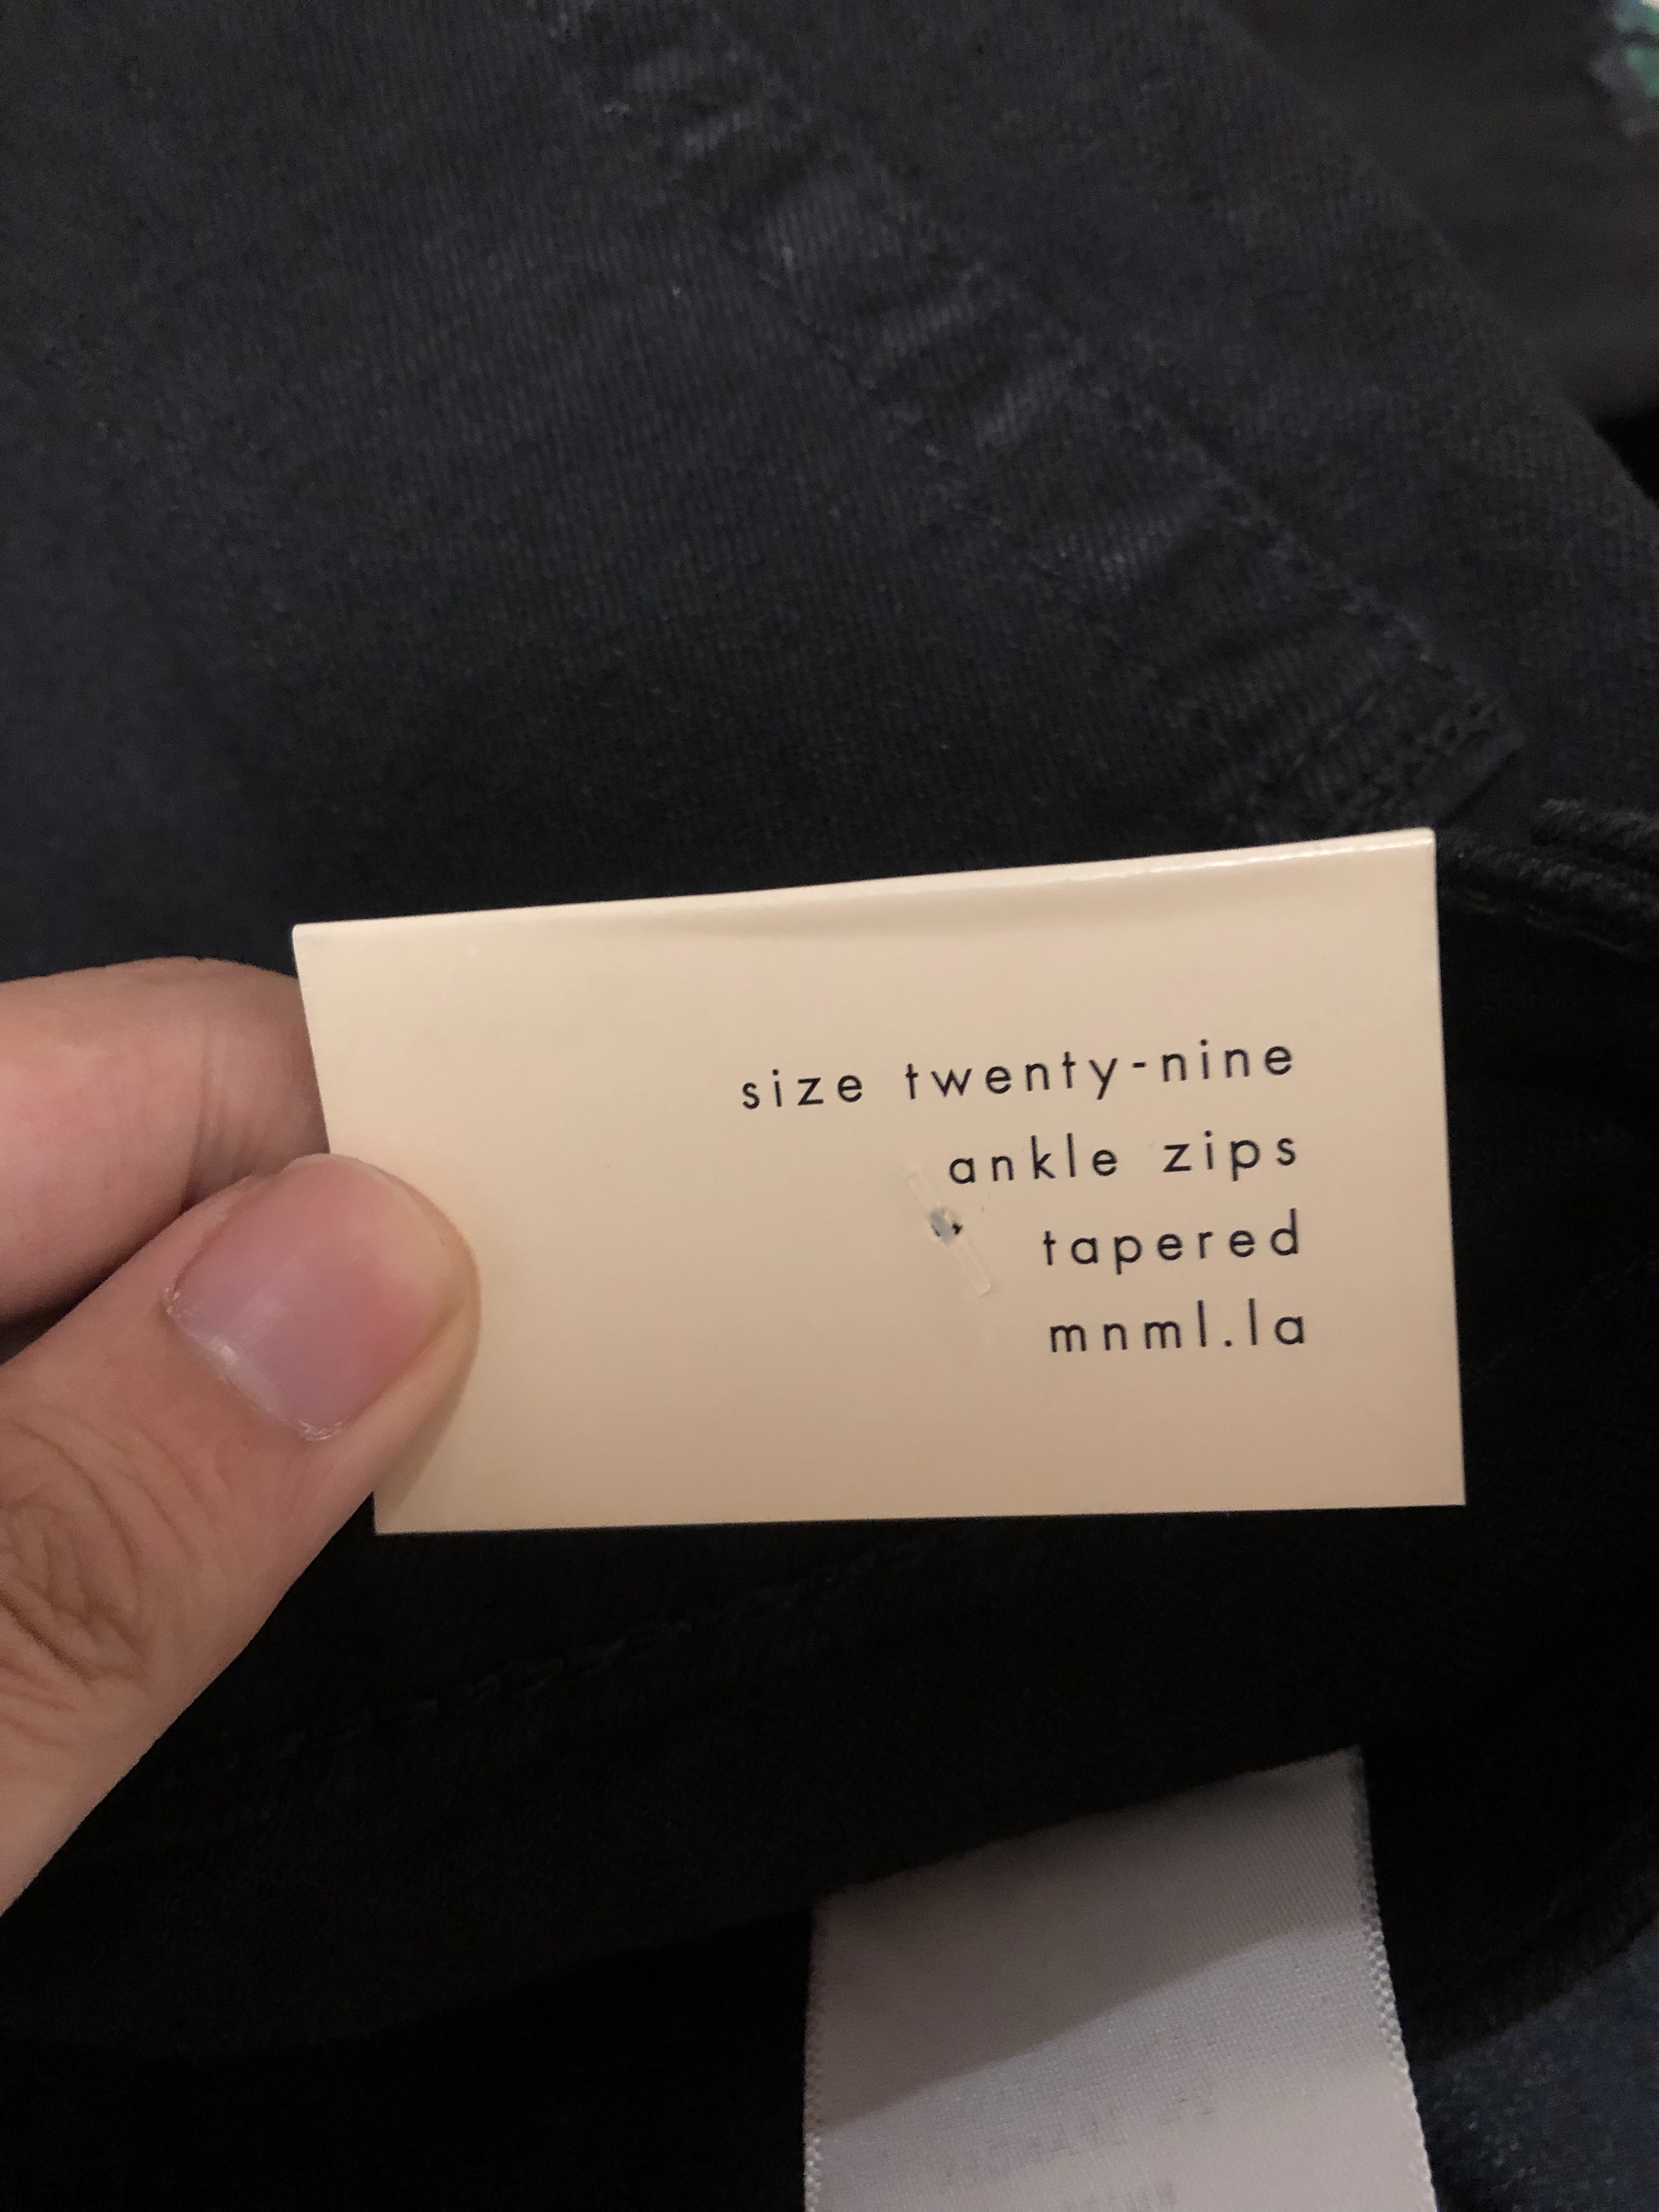 size twenty-nine
ankle zips
tapered
mnml.la